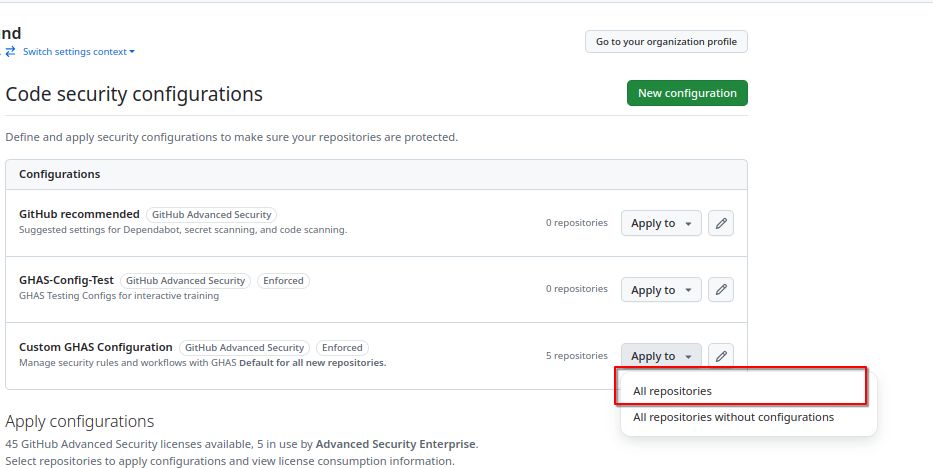 nd
Switch settings context
Go to your organization profile
Code security configurations
New configuration
Define and apply security configurations to make sure your repositories are protected.
Configurations
GitHub recommended GitHub Advanced Security
Suggested settings for Dependabot, secret scanning, and code scanning.
0 repositories
Apply to
GHAS-Config-Test GitHub Advanced Security Enforced
GHAS Testing Configs for interactive training
0 repositories
Apply to
Custom GHAS Configuration GitHub Advanced Security Enforced
Manage security rules and workflows with GHAS Default for all new repositories.
5 repositories
Apply to
All repositories
All repositories without configurations
Apply configurations
45 GitHub Advanced Security licenses available, 5 in use by Advanced Security Enterprise.
Select repositories to apply configurations and view license consumption information.